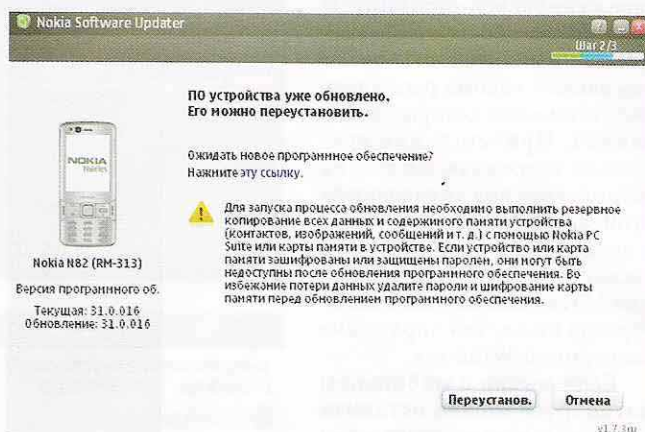 Nokia Software Updater
Шаг 2/3
ПО устройства уже обновлено,
Его можно переустановить.
Ожидать новое программное обеспечение?
Нажмите эту ссылку.
Для запуска процесса обновления необходимо выполнить резервное
копирование всех данных и содержимого памяти устройства
(контактов, изображений, сообщений и т. д.) с помощью Nokia PC
Suite или карты памяти в устройстве. Если устройство или карта
памяти зашифрованы или защищены паролем, они могут быть
недоступны после обновления программного обеспечения. Во
избежание потери данных удалите пароли и шифрование карты
памяти перед обновлением программного обеспечения.
NOKIA
Nseries
Nokia N82 (RM-313)
Версия программного об.
Текущая: 31.0.016
Обновление: 31.0.016
Переустанов.
Отмена
v1.7.3ru